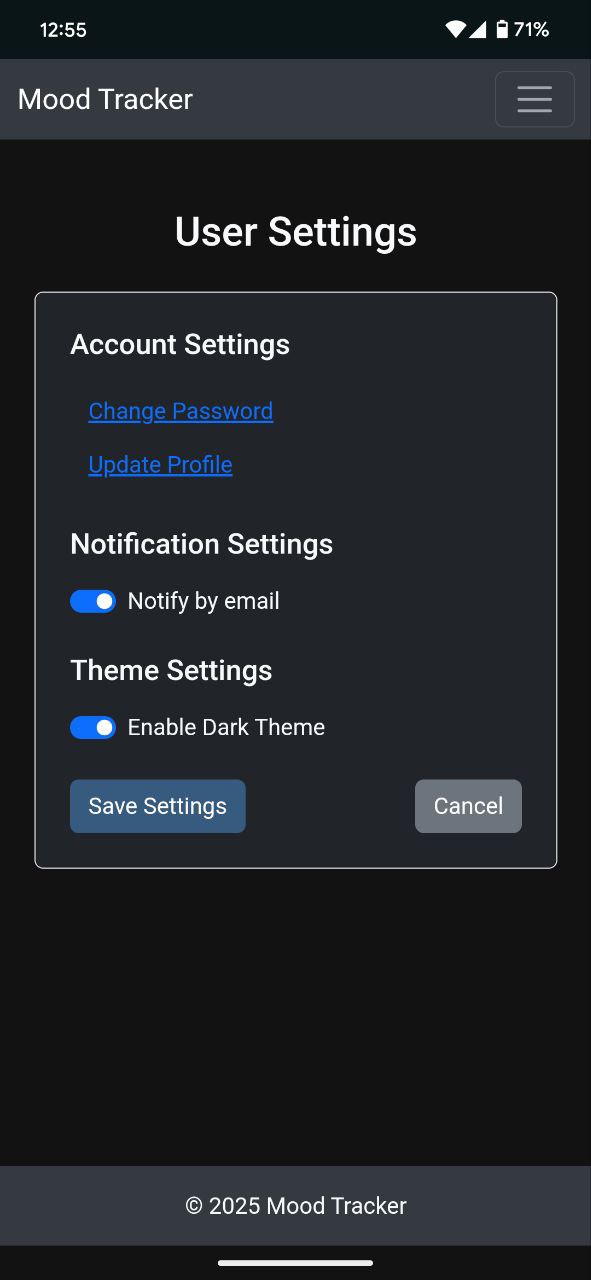 12:55
71%
Mood Tracker
User Settings
Account Settings
Change Password
Update Profile
Notification Settings
Notify by email
Theme Settings
Enable Dark Theme
Save Settings
Cancel
© 2025 Mood Tracker